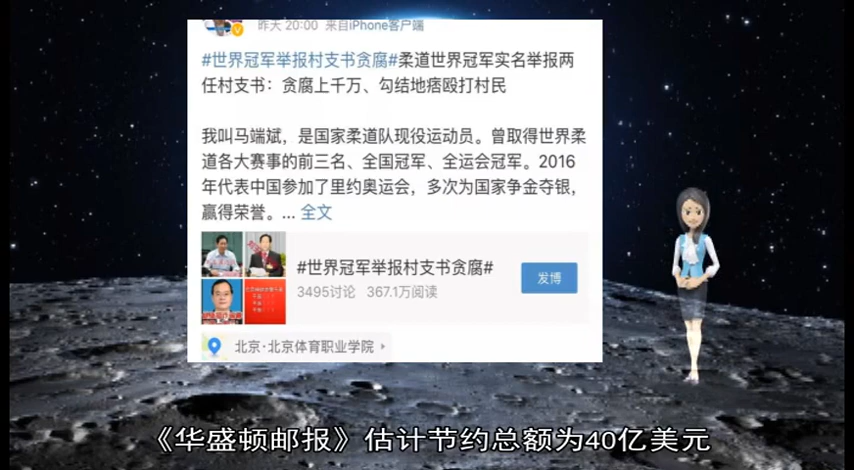 昨天 20:00 来自iPhone客户端
#世界冠军举报村支书贪腐#柔道世界冠军实名举报两
任村支书：贪腐上千万、勾结地痞殴打村民
我叫马端斌，是国家柔道队现役运动员。曾取得世界柔
道各大赛事的前三名、全国冠军、全运会冠军。2016
年代表中国参加了里约奥运会，多次为国家争金夺银，
赢得荣誉。... 全文
#世界冠军举报村支书贪腐#
3495讨论 367.1万阅读
发博
北京·北京体育职业学院
《华盛顿邮报》估计节约总额为40亿美元